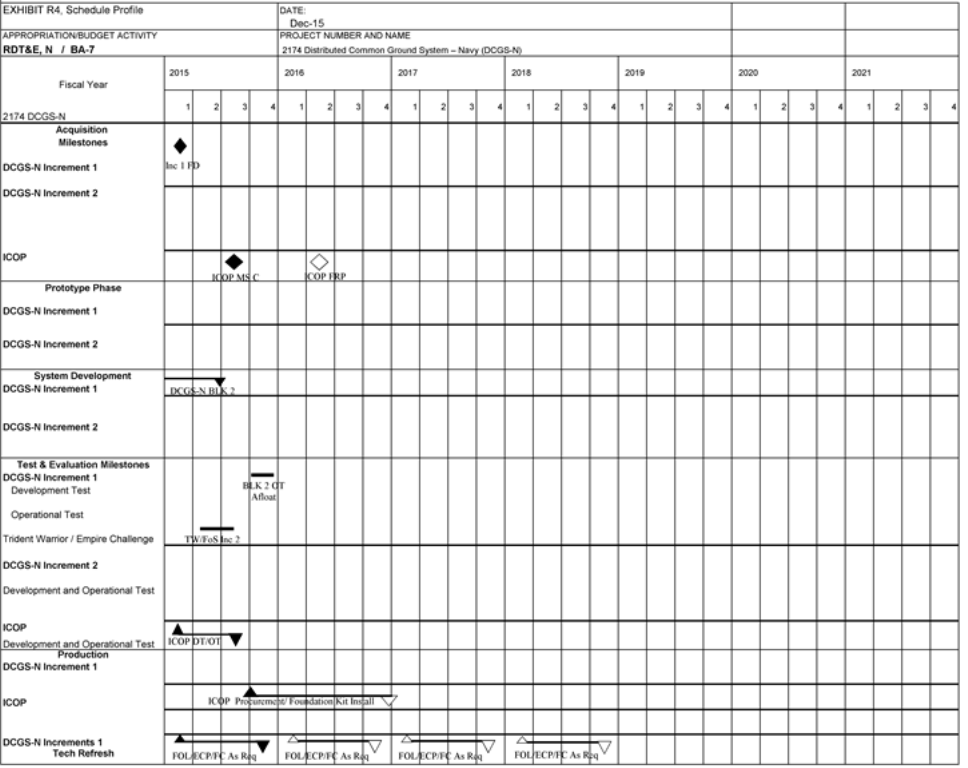 EXHIBIT R4, Schedule Profile
DATE:
Dec-15
APPROPRIATION/BUDGET ACTIVITY
RDT&E, N / BA-7
PROJECT NUMBER AND NAME
2174 Distributed Common Ground System – Navy (DCGS-N)
Fiscal Year
2015 2016 2017 2018 2019 2020 2021
1 2 3 4 1 2 3 4 1 2 3 4 1 2 3 4 1 2 3 4 1 2 3 4 1 2 3 4
2174 DCGS-N
Acquisition
Milestones
DCGS-N Increment 1
Inc 1 FD
DCGS-N Increment 2
ICOP
ICOP MS C
ICOP FRP
Prototype Phase
DCGS-N Increment 1
DCGS-N Increment 2
System Development
DCGS-N Increment 1
DCGS-N BLK 2
DCGS-N Increment 2
Test & Evaluation Milestones
DCGS-N Increment 1
Development Test
BLK 2 OT
Afloat
Operational Test
Trident Warrior / Empire Challenge
TW/FoS Inc 2
DCGS-N Increment 2
Development and Operational Test
ICOP
Development and Operational Test
ICOP DT/OT
Production
DCGS-N Increment 1
ICOP
ICOP Procurement/ Foundation Kit Install
DCGS-N Increments 1
Tech Refresh
FOL/ECP/FC As Req
FOL/ECP/FC As Req
FOL/ECP/FC As Req
FOL/ECP/FC As Req